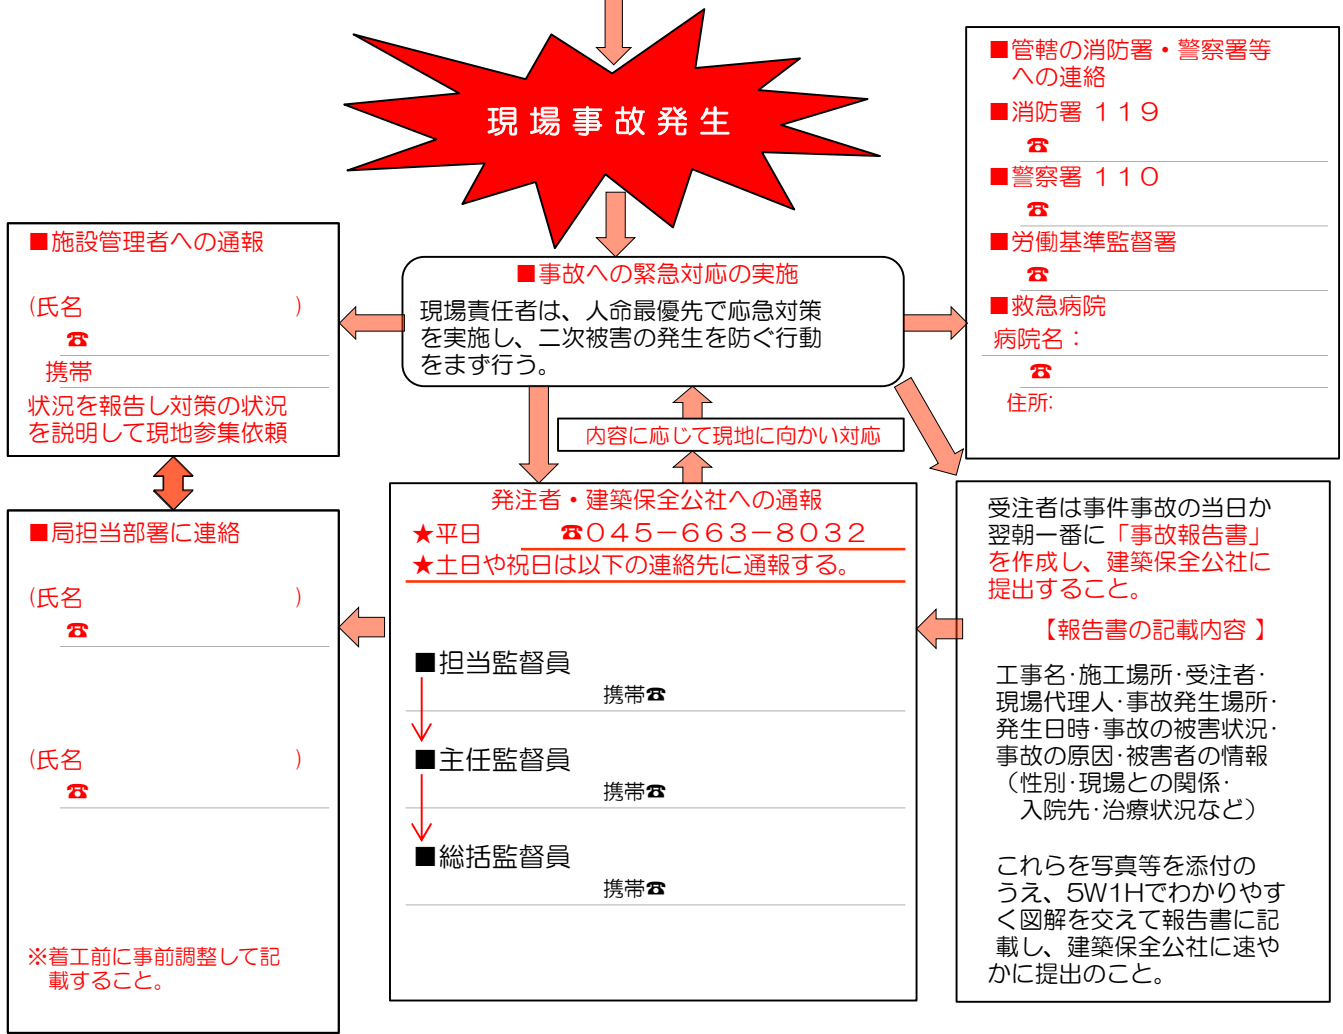 現場事故発生
■管轄の消防署・警察署等
への連絡
■消防署 １１９
☎
■警察署 １１０
☎
■労働基準監督署
☎
■救急病院
病院名：
☎
住所:
■施設管理者への通報
(氏名　　　　　　　　)
☎
携帯
状況を報告し対策の状況
を説明して現地参集依頼
■事故への緊急対応の実施
現場責任者は、人命最優先で応急対策
を実施し、二次被害の発生を防ぐ行動
をまず行う。
内容に応じて現地に向かい対応
発注者・建築保全公社への通報
★平日　　　☎０４５－６６３－８０３２
★土日や祝日は以下の連絡先に通報する。
■担当監督員
携帯☎
■主任監督員
携帯☎
■総括監督員
携帯☎
■局担当部署に連絡
(氏名　　　　　　　　)
☎
(氏名　　　　　　　　)
☎
※着工前に事前調整して記
載すること。
受注者は事件事故の当日か
翌朝一番に「事故報告書」
を作成し、建築保全公社に
提出すること。
【報告書の記載内容 】
工事名･施工場所･受注者･
現場代理人･事故発生場所･
発生日時･事故の被害状況･
事故の原因･被害者の情報
（性別･現場との関係･
入院先･治療状況など）
これらを写真等を添付の
うえ、5W1Hでわかりやす
く図解を交えて報告書に記
載し、建築保全公社に速や
かに提出のこと。